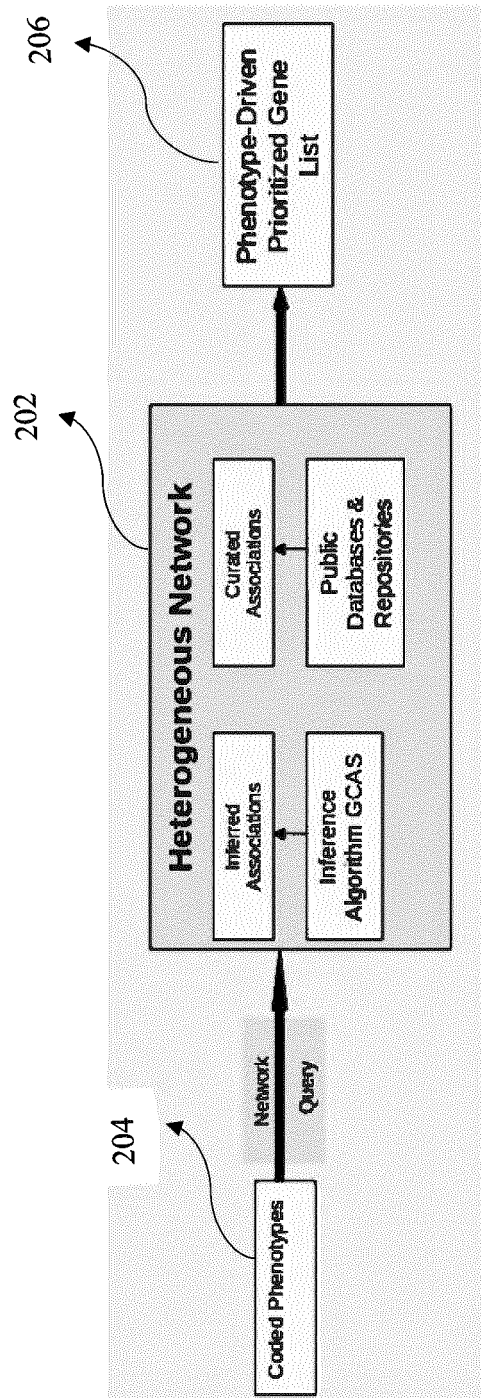 204
202
206
Coded Phenotypes
Network
Query
Heterogeneous Network
Inferred
Associations
Inference
Algorithm GCAS
Curated
Associations
Public
Databases &
Repositories
Phenotype-Driven
Prioritized Gene
List